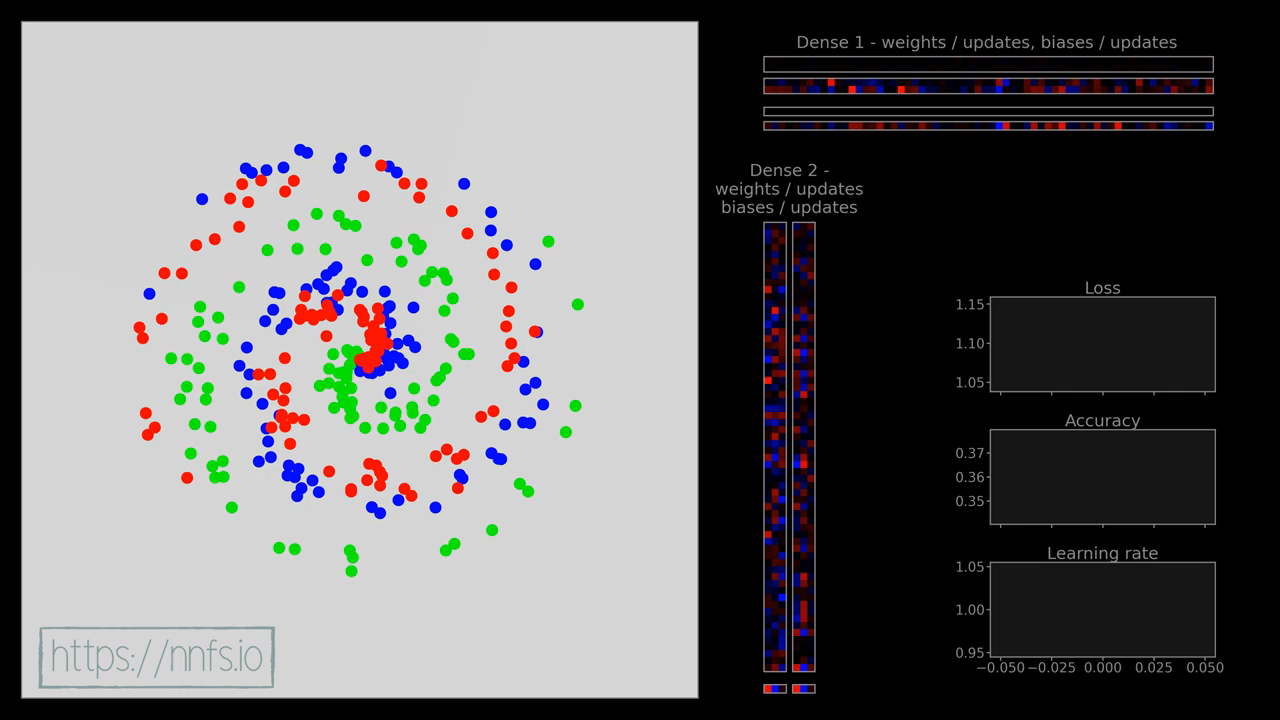 Dense 1 - weights / updates, biases / updates
Dense 2 -
weights / updates
biases / updates
Loss
1.15
1.10
1.05
Accuracy
0.37
0.36
0.35
Learning rate
1.05
1.00
0.95
−0.050 −0.025 0.000 0.025 0.050
https://nnfs.io